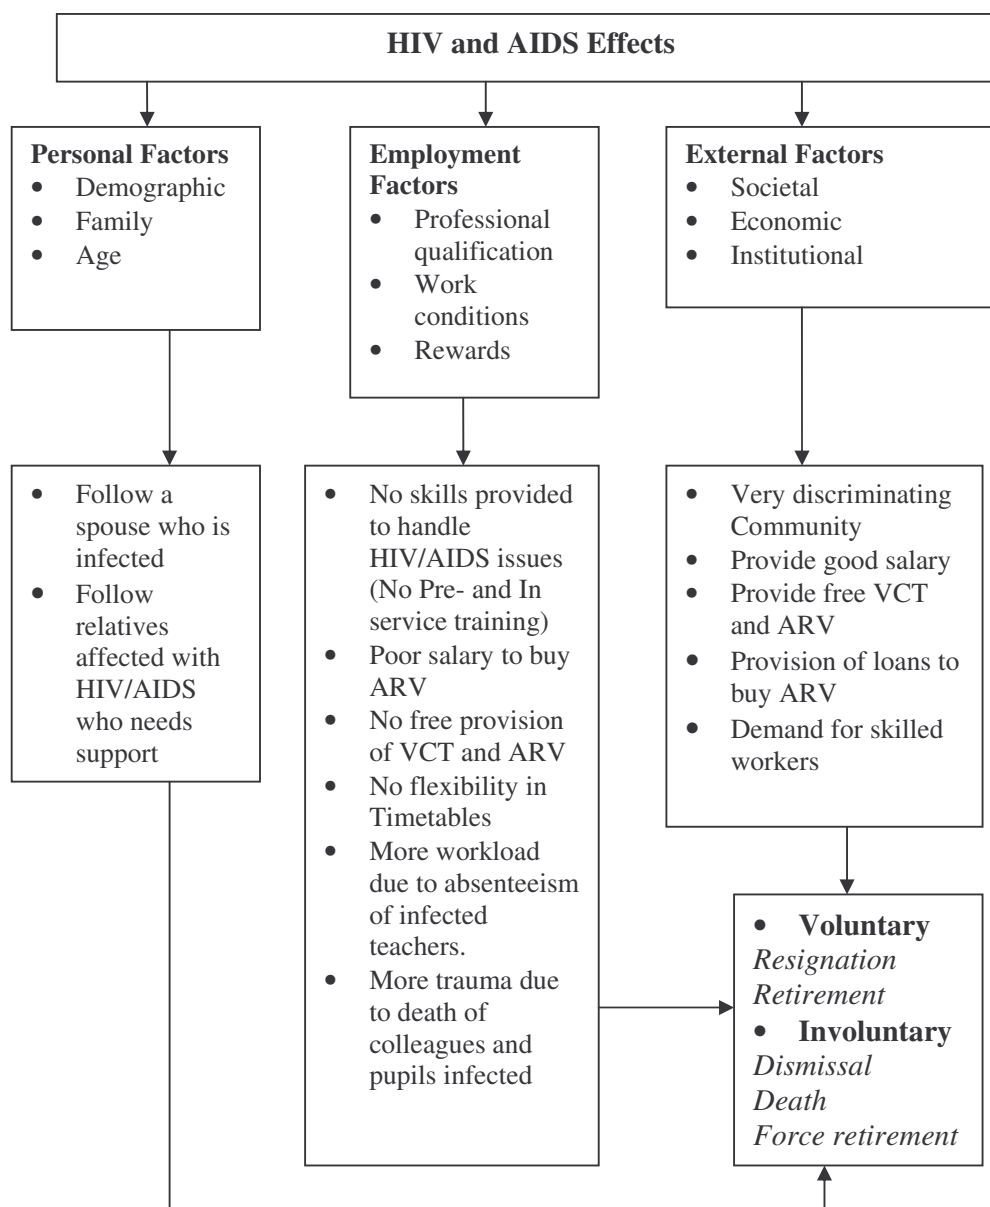 HIV and AIDS Effects
Personal Factors
• Demographic
• Family
• Age
Employment
Factors
• Professional
qualification
• Work
conditions
• Rewards
External Factors
• Societal
• Economic
• Institutional
• Follow a
spouse who is
infected
• Follow
relatives
affected with
HIV/AIDS
who needs
support
• No skills provided
to handle
HIV/AIDS issues
(No Pre- and In
service training)
• Poor salary to buy
ARV
• No free provision
of VCT and ARV
• No flexibility in
Timetables
• More workload
due to absenteeism
of infected
teachers.
• More trauma due
to death of
colleagues and
pupils infected
• Very discriminating
Community
• Provide good salary
• Provide free VCT
and ARV
• Provision of loans to
buy ARV
• Demand for skilled
workers
• Voluntary
Resignation
Retirement
• Involuntary
Dismissal
Death
Force retirement